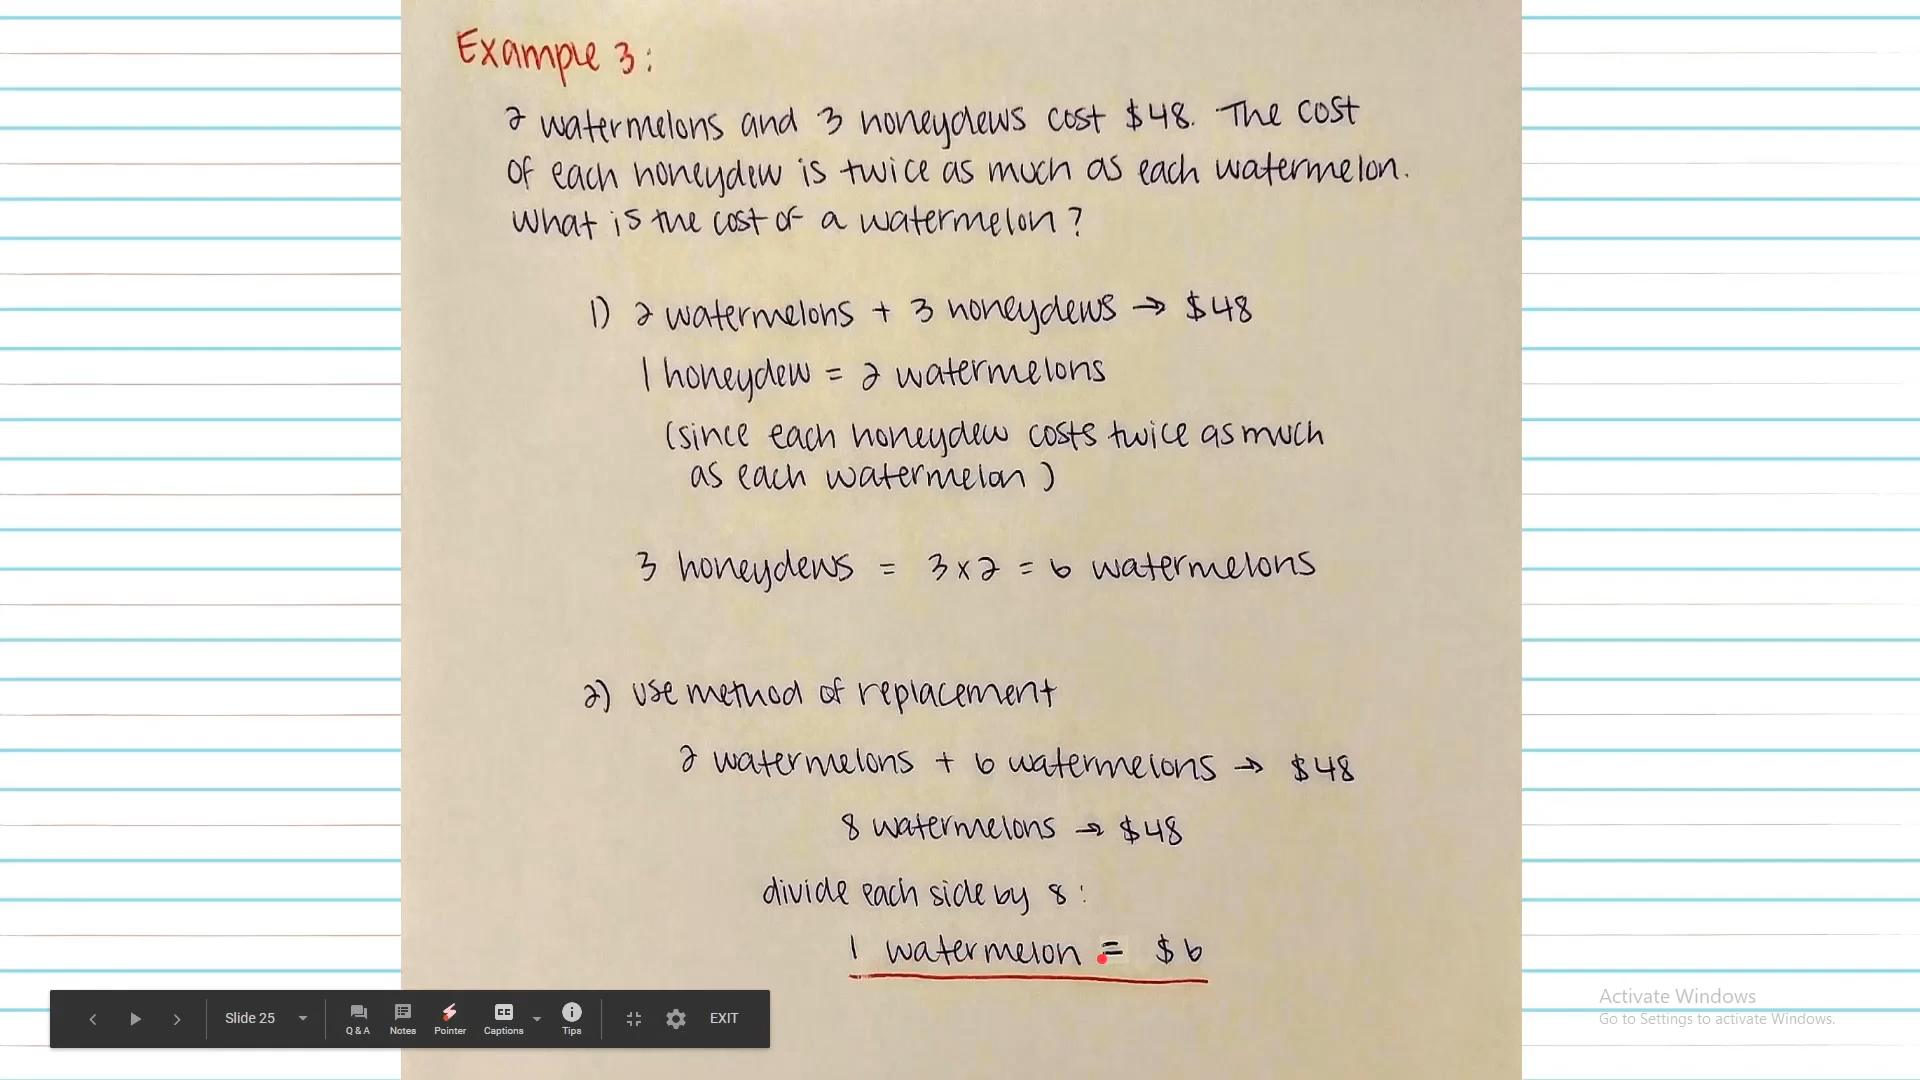 Example 3:
2 watermelons and 3 honeydews cost $48. The cost
of each honeydew is twice as much as each watermelon.
What is the cost of a watermelon?
1) 2 watermelons + 3 honeydews → $48
1 honeydew = 2 watermelons
(since each honeydew costs twice as much
as each watermelon)
3 honeydews = 3 x 2 = 6 watermelons
2) use method of replacement
2 watermelons + 6 watermelons → $48
8 watermelons → $48
divide each side by 8:
1 watermelon = $6
Slide 25
Q & A
Notes
Pointer
Captions
Tips
EXIT
Activate Windows
Go to Settings to activate Windows.